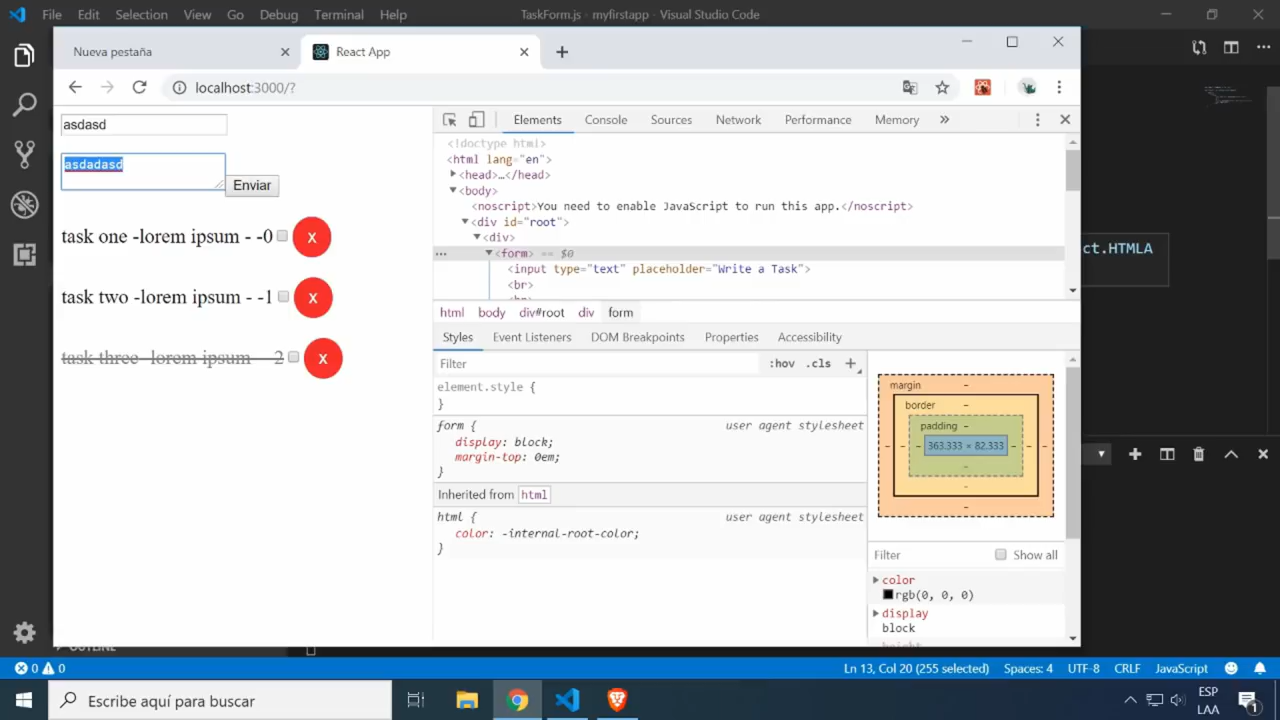 File Edit Selection View Go Debug Terminal Help TaskForm.js - myfirstapp - Visual Studio Code
Nueva pestaña React App
localhost:3000/?
asdasd
asdadasd
Enviar
task one -lorem ipsum - -0 X
task two -lorem ipsum - -1 X
task three -lorem ipsum - -2 X
Elements Console Sources Network Performance Memory »
<!doctype html>
<html lang="en">
<head>…</head>
<body>
<noscript>You need to enable JavaScript to run this app.</noscript>
<div id="root">
<div>
... <form> == $0
<input type="text" placeholder="Write a Task">
<br>
html body div#root div form
Styles Event Listeners DOM Breakpoints Properties Accessibility
Filter :hov .cls +
element.style {
}
form { user agent stylesheet
display: block;
margin-top: 0em;
}
Inherited from html
html { user agent stylesheet
color: -internal-root-color;
}
margin -
border -
padding -
- - - 363.333 × 82.333 - - -
-
-
-
Filter Show all
color
rgb(0, 0, 0)
display
block
height
ct.HTMLA
OUTLINE
0 0 Ln 13, Col 20 (255 selected) Spaces: 4 UTF-8 CRLF JavaScript
Escribe aquí para buscar
ESP
LAA
1